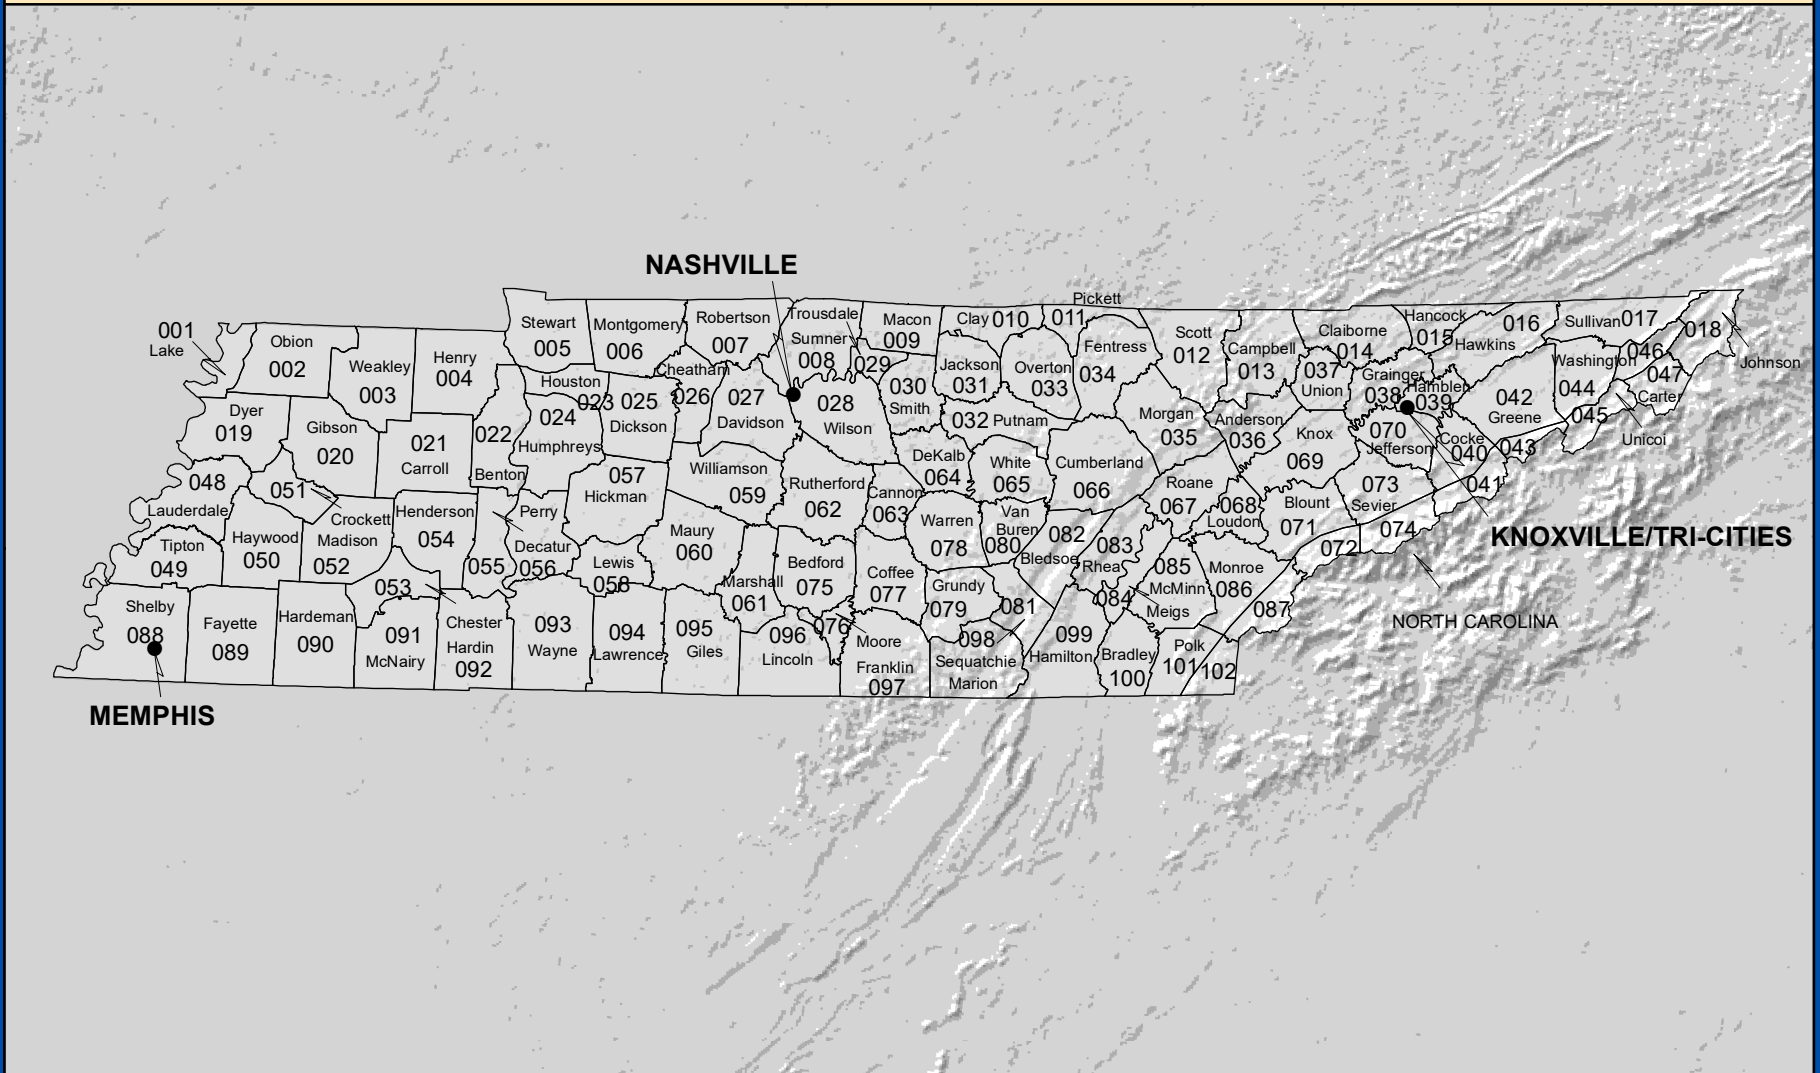 NASHVILLE
Pickett
001
Lake
Stewart
005
Montgomery
006
Robertson
007
Trousdale
Sumner
008
029
Macon
009
Clay 010
011
Scott
012
Campbell
013
Claiborne
014
Hancock
015
016
Hawkins
Sullivan 017
018
Johnson
Obion
002
Weakley
003
Henry
004
Houston
023
Cheatham
026
025
Dickson
027
Davidson
028
Wilson
030
Smith
Jackson
031
Overton
033
Fentress
034
037
Union
Grainger
038
Hamblen
039
042
Greene
Washington
044
046
047
Carter
045
Unicoi
Dyer
019
Gibson
020
021
Carroll
022
Benton
024
Humphreys
032 Putnam
Morgan
035
Anderson
036
Knox
069
070
Jefferson
Cocke
040
043
041
048
Lauderdale
051
Crockett
Henderson
054
Perry
057
Hickman
Williamson
059
Rutherford
062
Cannon
063
DeKalb
064
White
065
Cumberland
066
Roane
067
068
Loudon
Blount
071
073
Sevier
074
072
KNOXVILLE/TRI-CITIES
Tipton
049
Haywood
050
Madison
052
053
055
Decatur
056
Lewis
058
Maury
060
Marshall
061
Bedford
075
Coffee
077
Warren
078
Van
Buren
080
082
Bledsoe
083
Rhea
084
085
McMinn
Meigs
Monroe
086
087
NORTH CAROLINA
Shelby
088
Fayette
089
Hardeman
090
091
McNairy
Chester
Hardin
092
093
Wayne
094
Lawrence
095
Giles
096
Lincoln
076
Moore
Franklin
097
Grundy
079
081
098
Sequatchie
Marion
099
Hamilton
Bradley
100
Polk
101
102
MEMPHIS